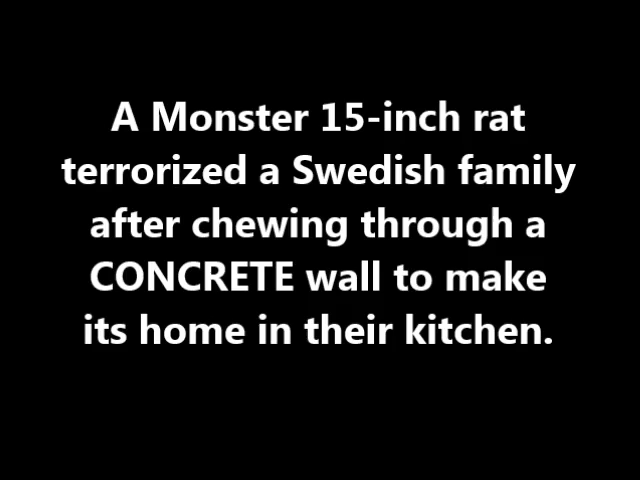 A Monster 15-inch rat
terrorized a Swedish family
after chewing through a
CONCRETE wall to make
its home in their kitchen.